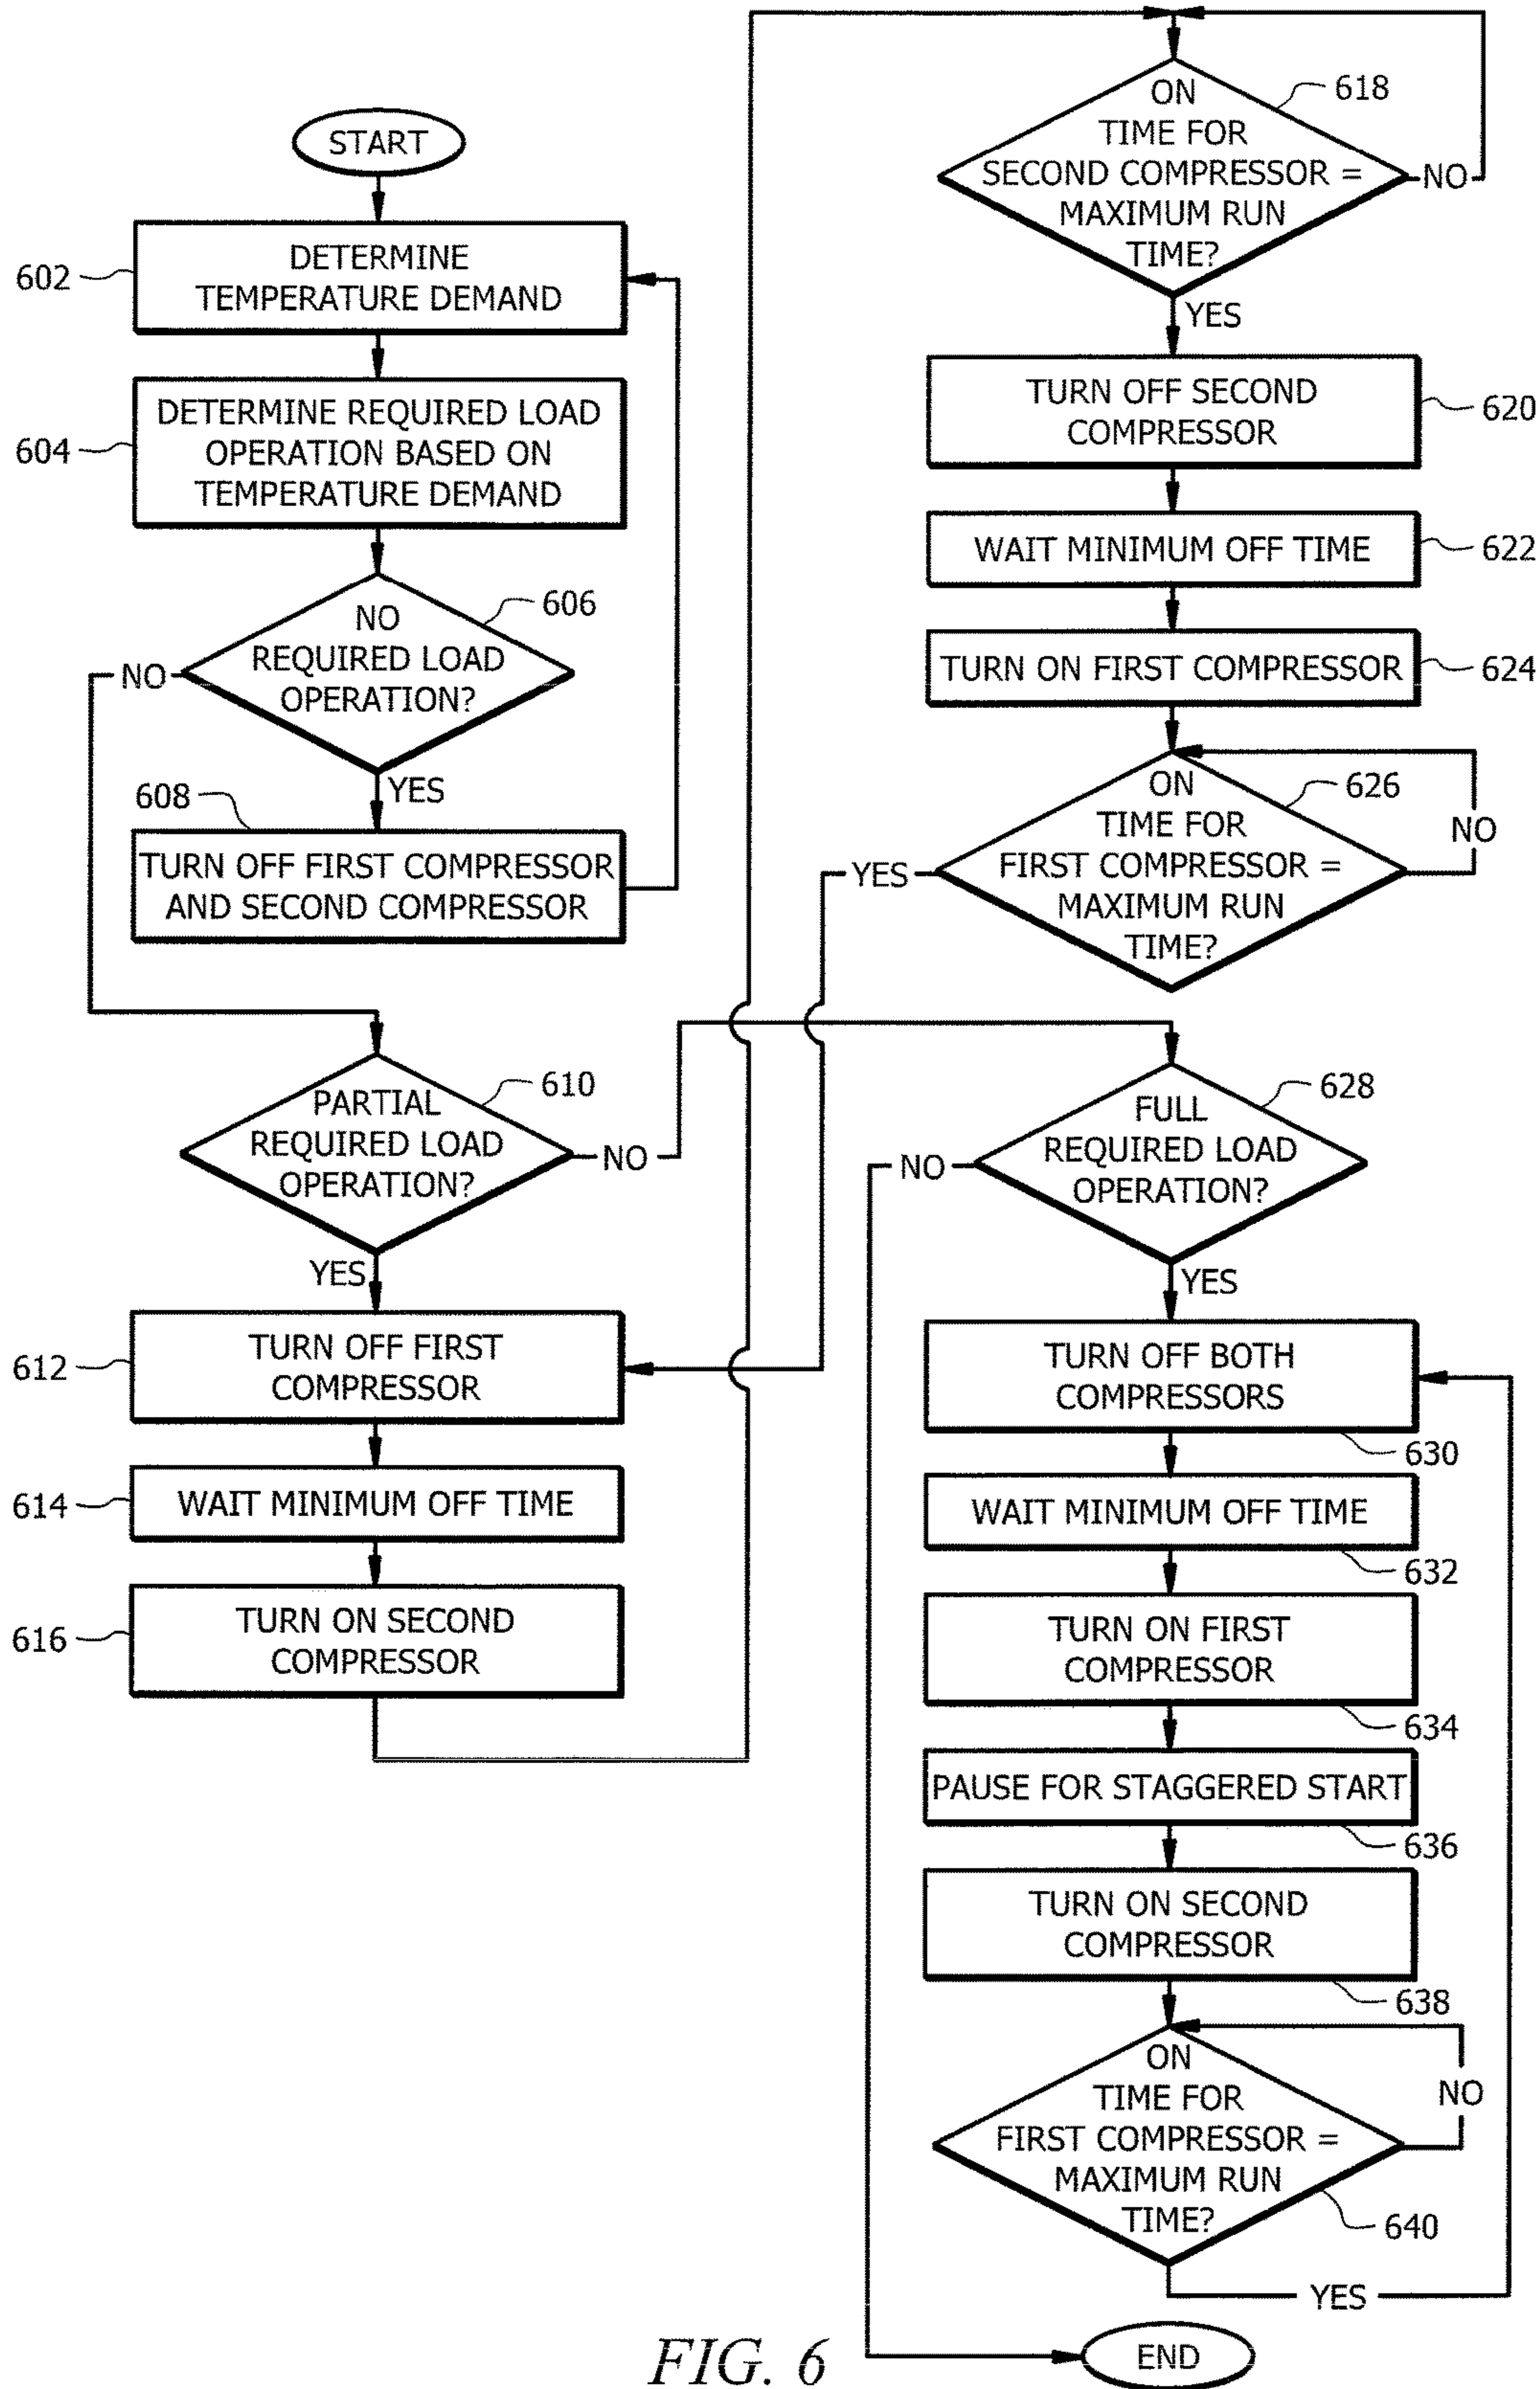 START
602
DETERMINE
TEMPERATURE DEMAND
604
DETERMINE REQUIRED LOAD
OPERATION BASED ON
TEMPERATURE DEMAND
606
NO
REQUIRED LOAD
OPERATION?
NO
YES
608
TURN OFF FIRST COMPRESSOR
AND SECOND COMPRESSOR
610
PARTIAL
REQUIRED LOAD
OPERATION?
NO
YES
612
TURN OFF FIRST
COMPRESSOR
614
WAIT MINIMUM OFF TIME
616
TURN ON SECOND
COMPRESSOR
618
ON
TIME FOR
SECOND COMPRESSOR =
MAXIMUM RUN
TIME?
NO
YES
TURN OFF SECOND
COMPRESSOR
620
WAIT MINIMUM OFF TIME
622
TURN ON FIRST COMPRESSOR
624
626
ON
TIME FOR
FIRST COMPRESSOR =
MAXIMUM RUN
TIME?
NO
YES
628
FULL
REQUIRED LOAD
OPERATION?
NO
YES
TURN OFF BOTH
COMPRESSORS
630
WAIT MINIMUM OFF TIME
632
TURN ON FIRST
COMPRESSOR
634
PAUSE FOR STAGGERED START
636
TURN ON SECOND
COMPRESSOR
638
ON
TIME FOR
FIRST COMPRESSOR =
MAXIMUM RUN
TIME?
NO
640
YES
END
FIG. 6